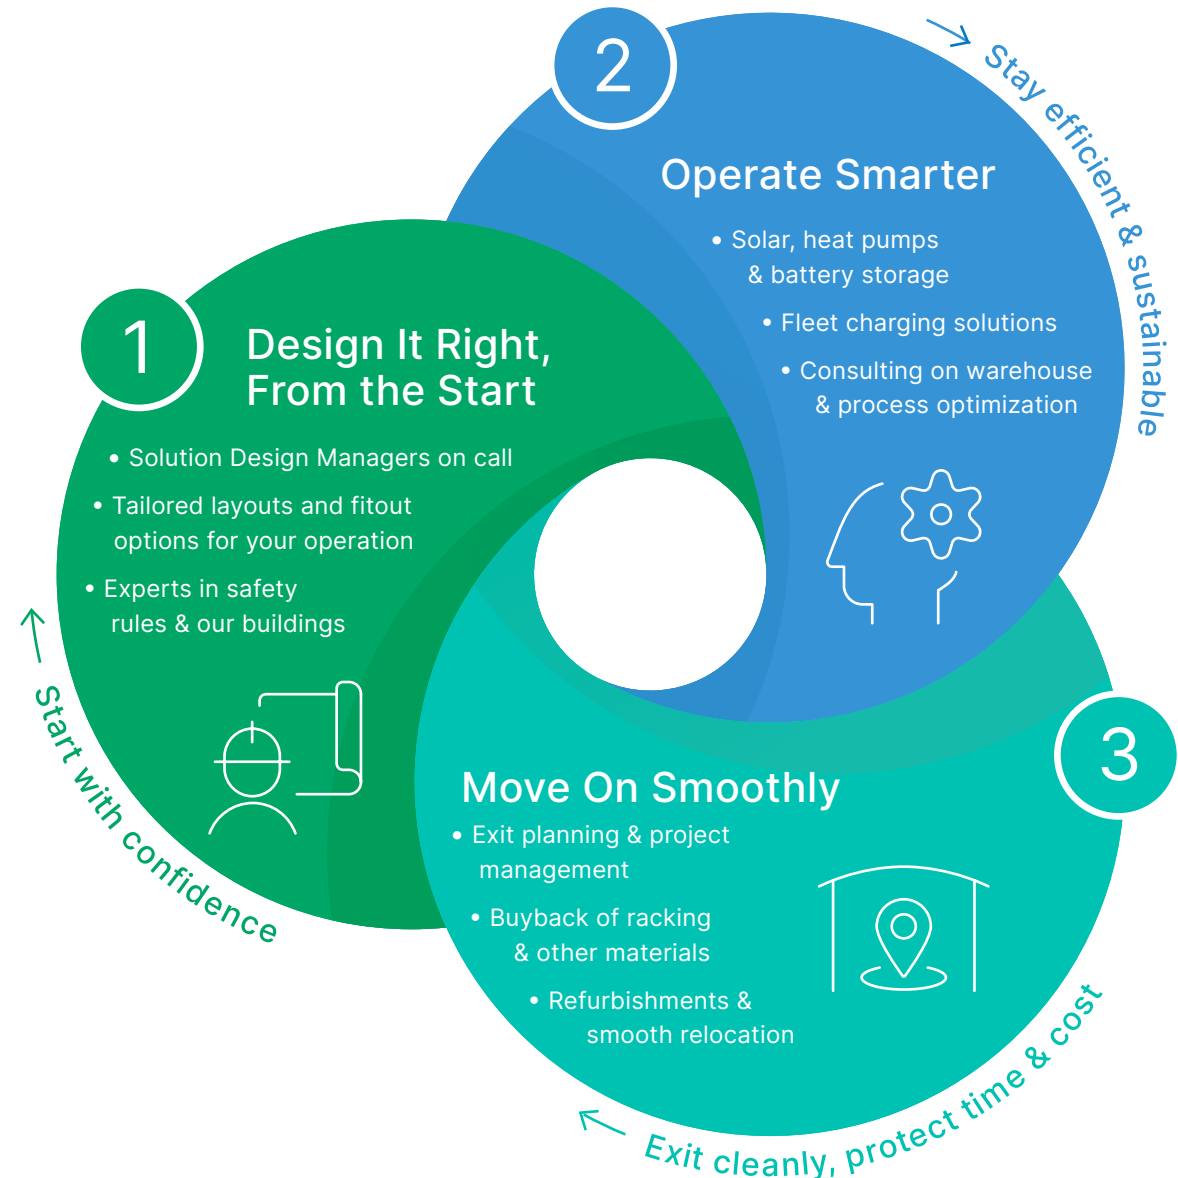 1
Design It Right,
From the Start
• Solution Design Managers on call
• Tailored layouts and fitout
options for your operation
• Experts in safety
rules & our buildings
Start with confidence
2
Operate Smarter
• Solar, heat pumps
& battery storage
• Fleet charging solutions
• Consulting on warehouse
& process optimization
Stay efficient & sustainable
3
Move On Smoothly
• Exit planning & project
management
• Buyback of racking
& other materials
• Refurbishments &
smooth relocation
Exit cleanly, protect time & cost